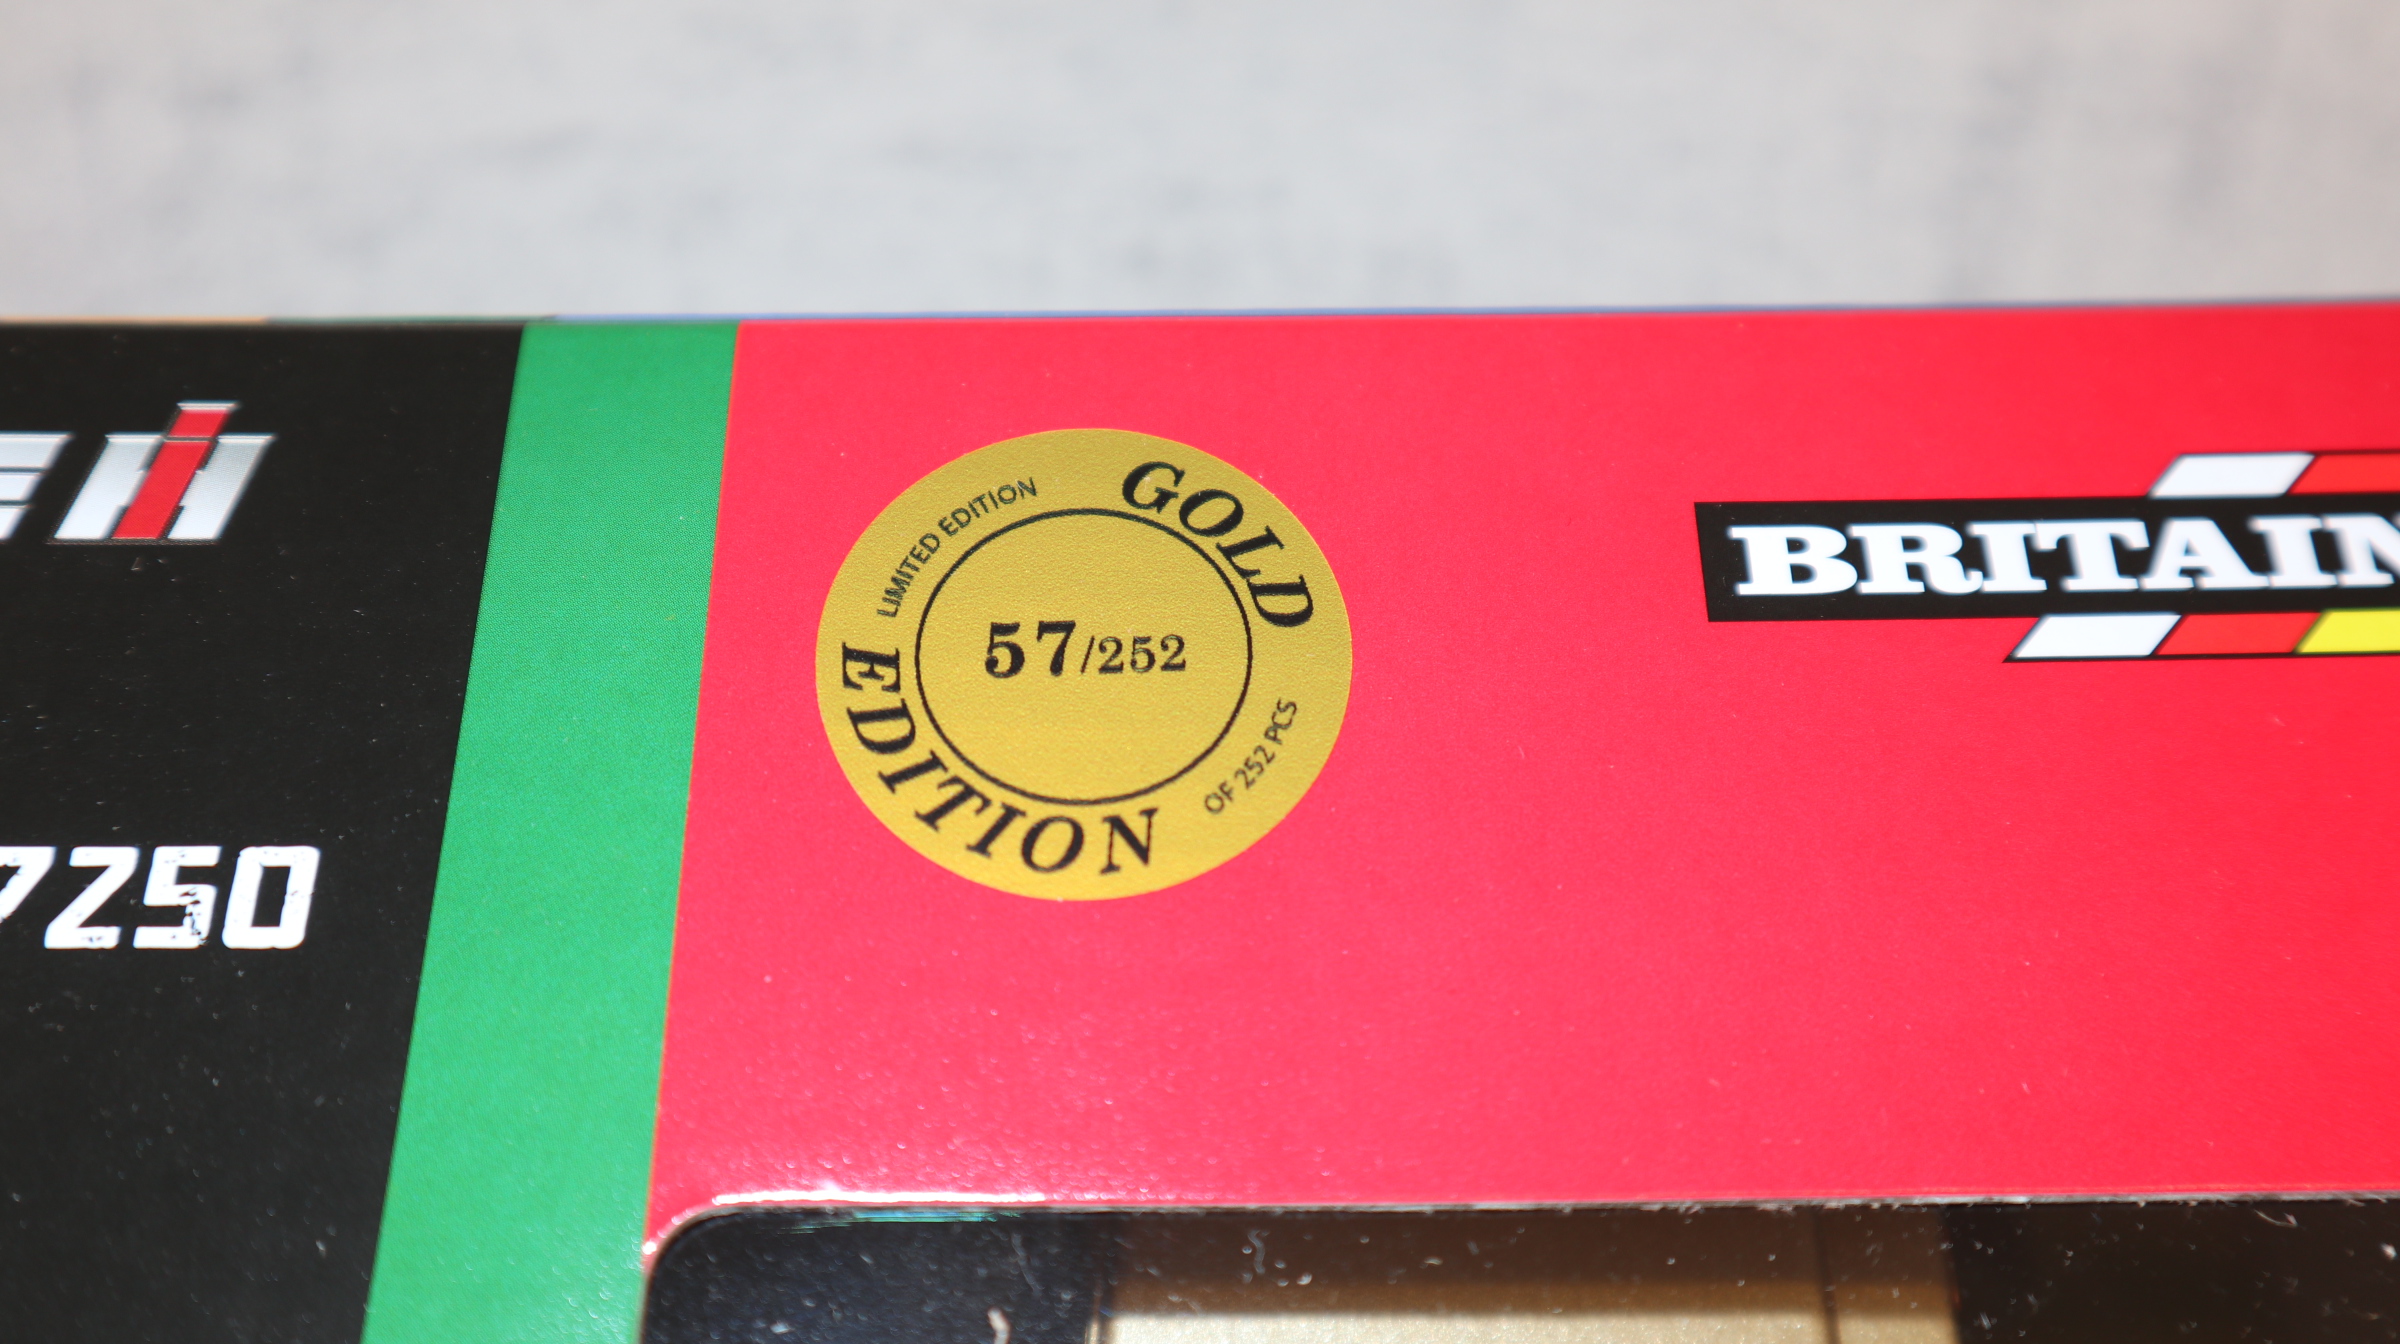 LIMITED EDITION
GOLD
EDITION
57/252
OF 252 PCS
BRITAIN
7250